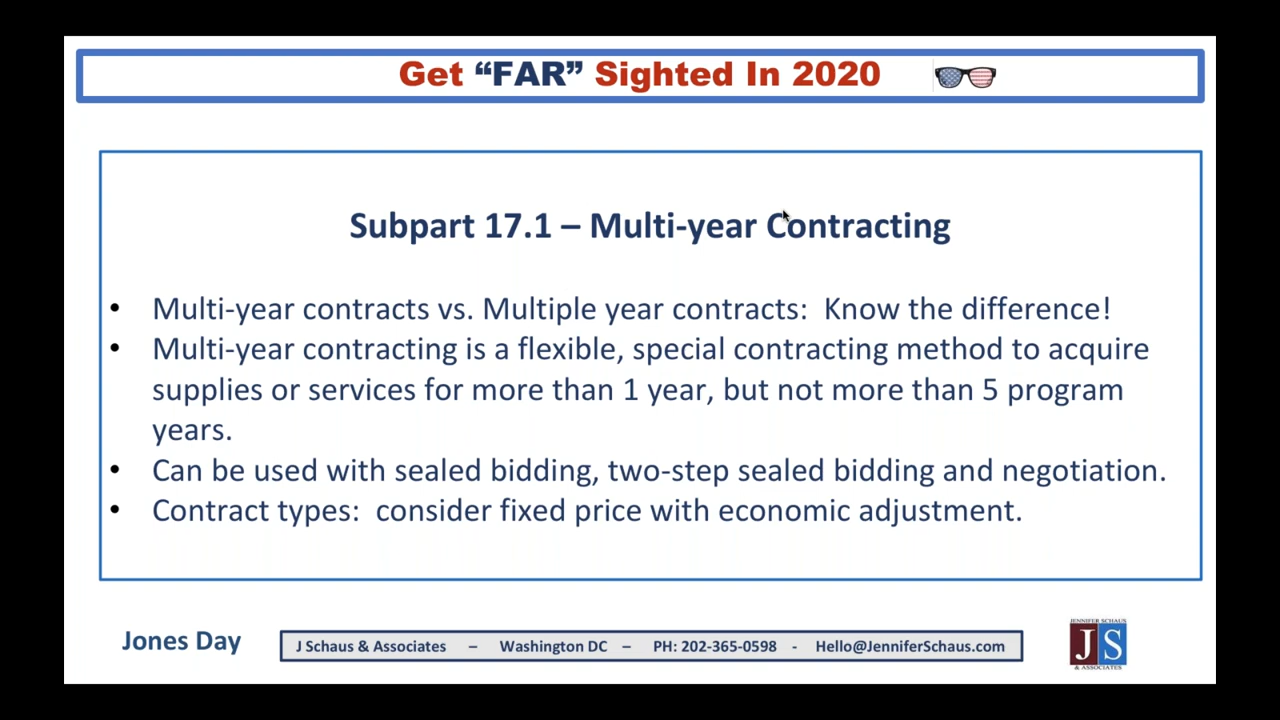 Get “FAR” Sighted In 2020
Subpart 17.1 – Multi-year Contracting
• Multi-year contracts vs. Multiple year contracts:  Know the difference!
• Multi-year contracting is a flexible, special contracting method to acquire
supplies or services for more than 1 year, but not more than 5 program
years.
• Can be used with sealed bidding, two-step sealed bidding and negotiation.
• Contract types:  consider fixed price with economic adjustment.
Jones Day
J Schaus & Associates – Washington DC – PH: 202-365-0598 - Hello@JenniferSchaus.com
JENNIFER SCHAUS
J S
& ASSOCIATES